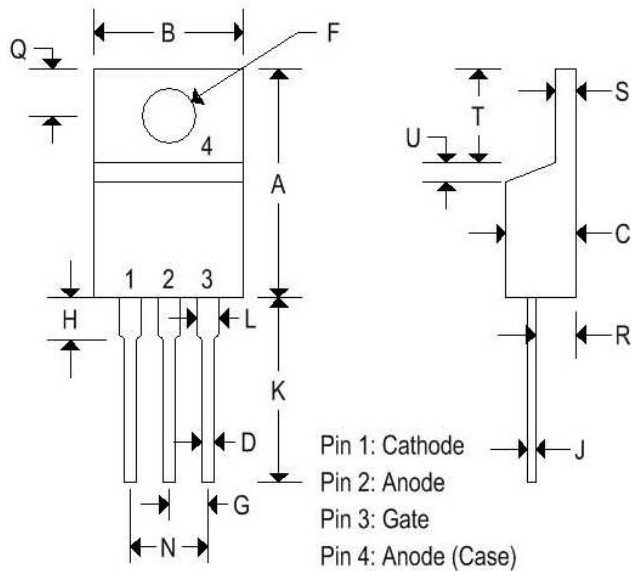 B
F
Q
S
T
4
U
A
C
1 2 3
H
L
R
K
D
J
G
N
Pin 1: Cathode
Pin 2: Anode
Pin 3: Gate
Pin 4: Anode (Case)